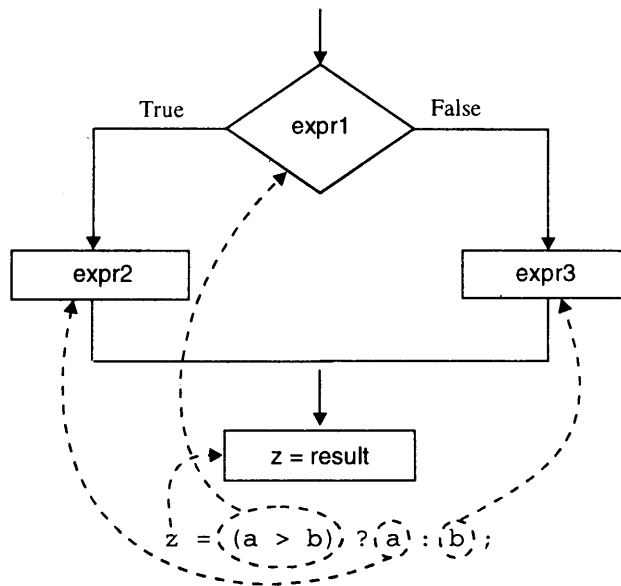 True
False
expr1
expr2
expr3
z = result
z = (a > b) ? a : b ;